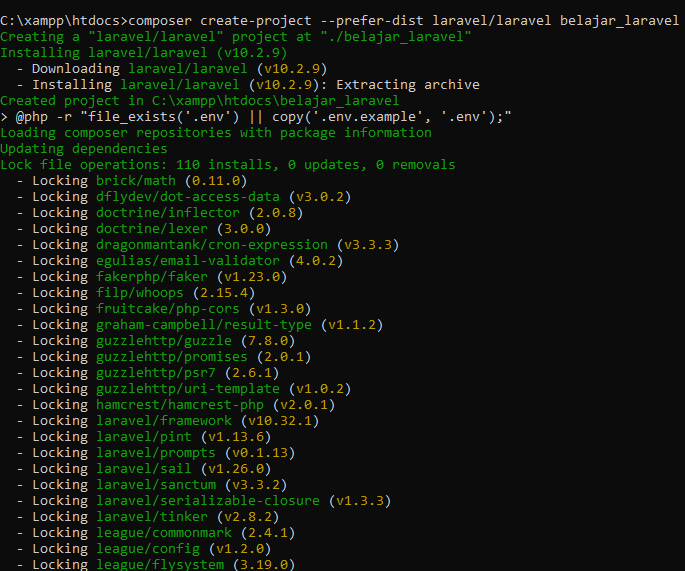 C:\xampp\htdocs>composer create-project --prefer-dist laravel/laravel belajar_laravel
Creating a "laravel/laravel" project at "./belajar_laravel"
Installing laravel/laravel (v10.2.9)
  - Downloading laravel/laravel (v10.2.9)
  - Installing laravel/laravel (v10.2.9): Extracting archive
Created project in C:\xampp\htdocs\belajar_laravel
> @php -r "file_exists('.env') || copy('.env.example', '.env');"
Loading composer repositories with package information
Updating dependencies
Lock file operations: 110 installs, 0 updates, 0 removals
  - Locking brick/math (0.11.0)
  - Locking dflydev/dot-access-data (v3.0.2)
  - Locking doctrine/inflector (2.0.8)
  - Locking doctrine/lexer (3.0.0)
  - Locking dragonmantank/cron-expression (v3.3.3)
  - Locking egulias/email-validator (4.0.2)
  - Locking fakerphp/faker (v1.23.0)
  - Locking filp/whoops (2.15.4)
  - Locking fruitcake/php-cors (v1.3.0)
  - Locking graham-campbell/result-type (v1.1.2)
  - Locking guzzlehttp/guzzle (7.8.0)
  - Locking guzzlehttp/promises (2.0.1)
  - Locking guzzlehttp/psr7 (2.6.1)
  - Locking guzzlehttp/uri-template (v1.0.2)
  - Locking hamcrest/hamcrest-php (v2.0.1)
  - Locking laravel/framework (v10.32.1)
  - Locking laravel/pint (v1.13.6)
  - Locking laravel/prompts (v0.1.13)
  - Locking laravel/sail (v1.26.0)
  - Locking laravel/sanctum (v3.3.2)
  - Locking laravel/serializable-closure (v1.3.3)
  - Locking laravel/tinker (v2.8.2)
  - Locking league/commonmark (2.4.1)
  - Locking league/config (v1.2.0)
  - Locking league/flysystem (3.19.0)